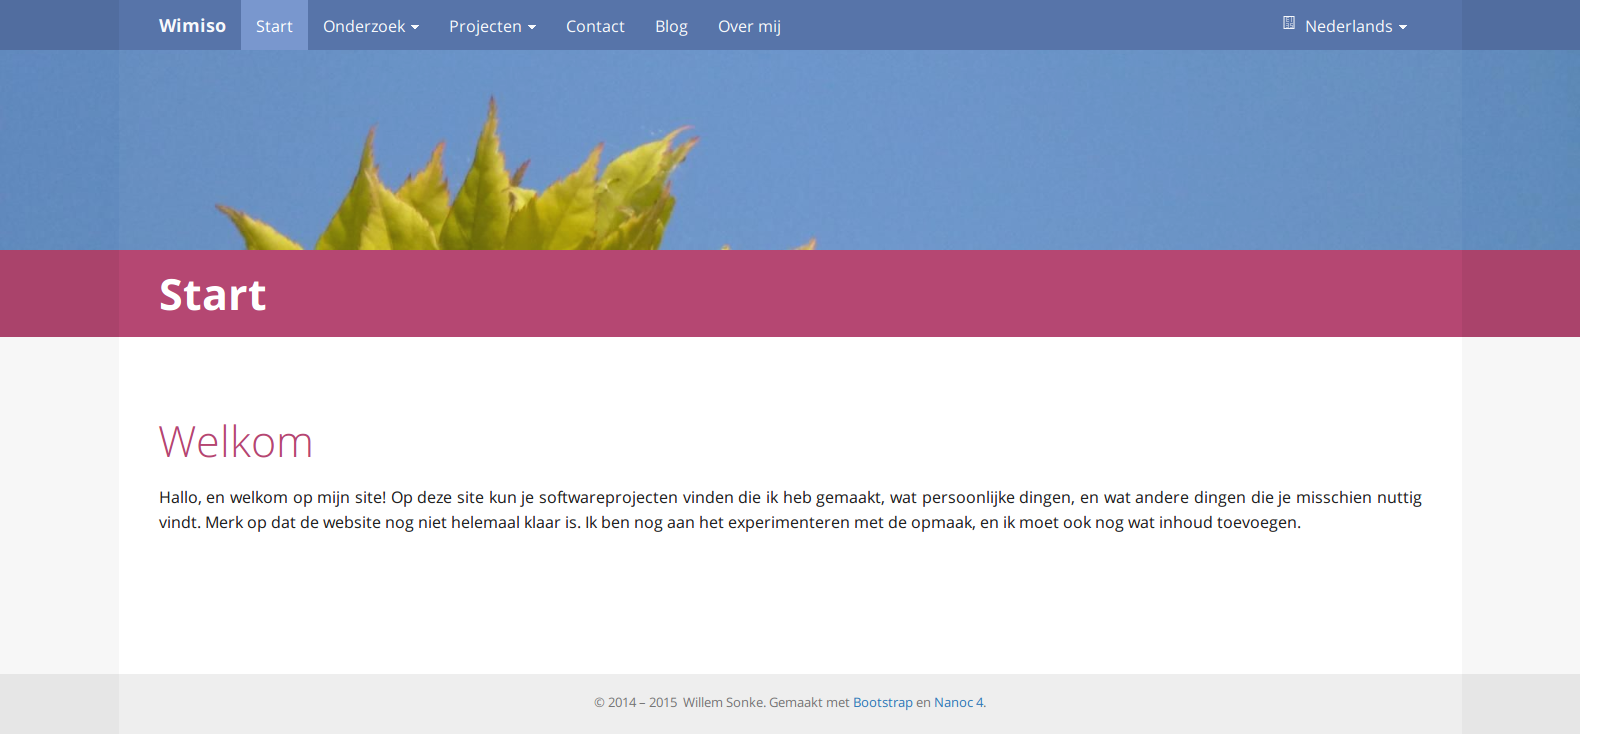 Wimiso Start Onderzoek Projecten Contact Blog Over mij Nederlands
Start
Welkom
Hallo, en welkom op mijn site! Op deze site kun je softwareprojecten vinden die ik heb gemaakt, wat persoonlijke dingen, en wat andere dingen die je misschien nuttig
vindt. Merk op dat de website nog niet helemaal klaar is. Ik ben nog aan het experimenteren met de opmaak, en ik moet ook nog wat inhoud toevoegen.
© 2014 – 2015 Willem Sonke. Gemaakt met Bootstrap en Nanoc 4.